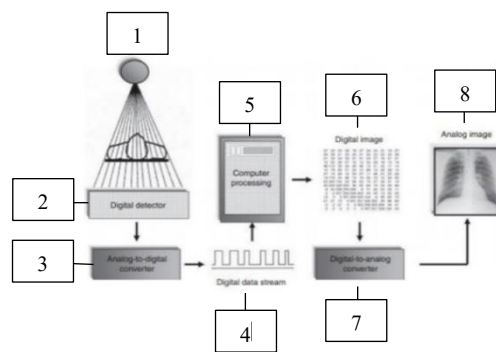 1
5
6
8
Digital image
Analog image
Computer
processing
2
Digital detector
3
Analog-to-digital
converter
Digital data stream
Digital-to-analog
converter
4
7